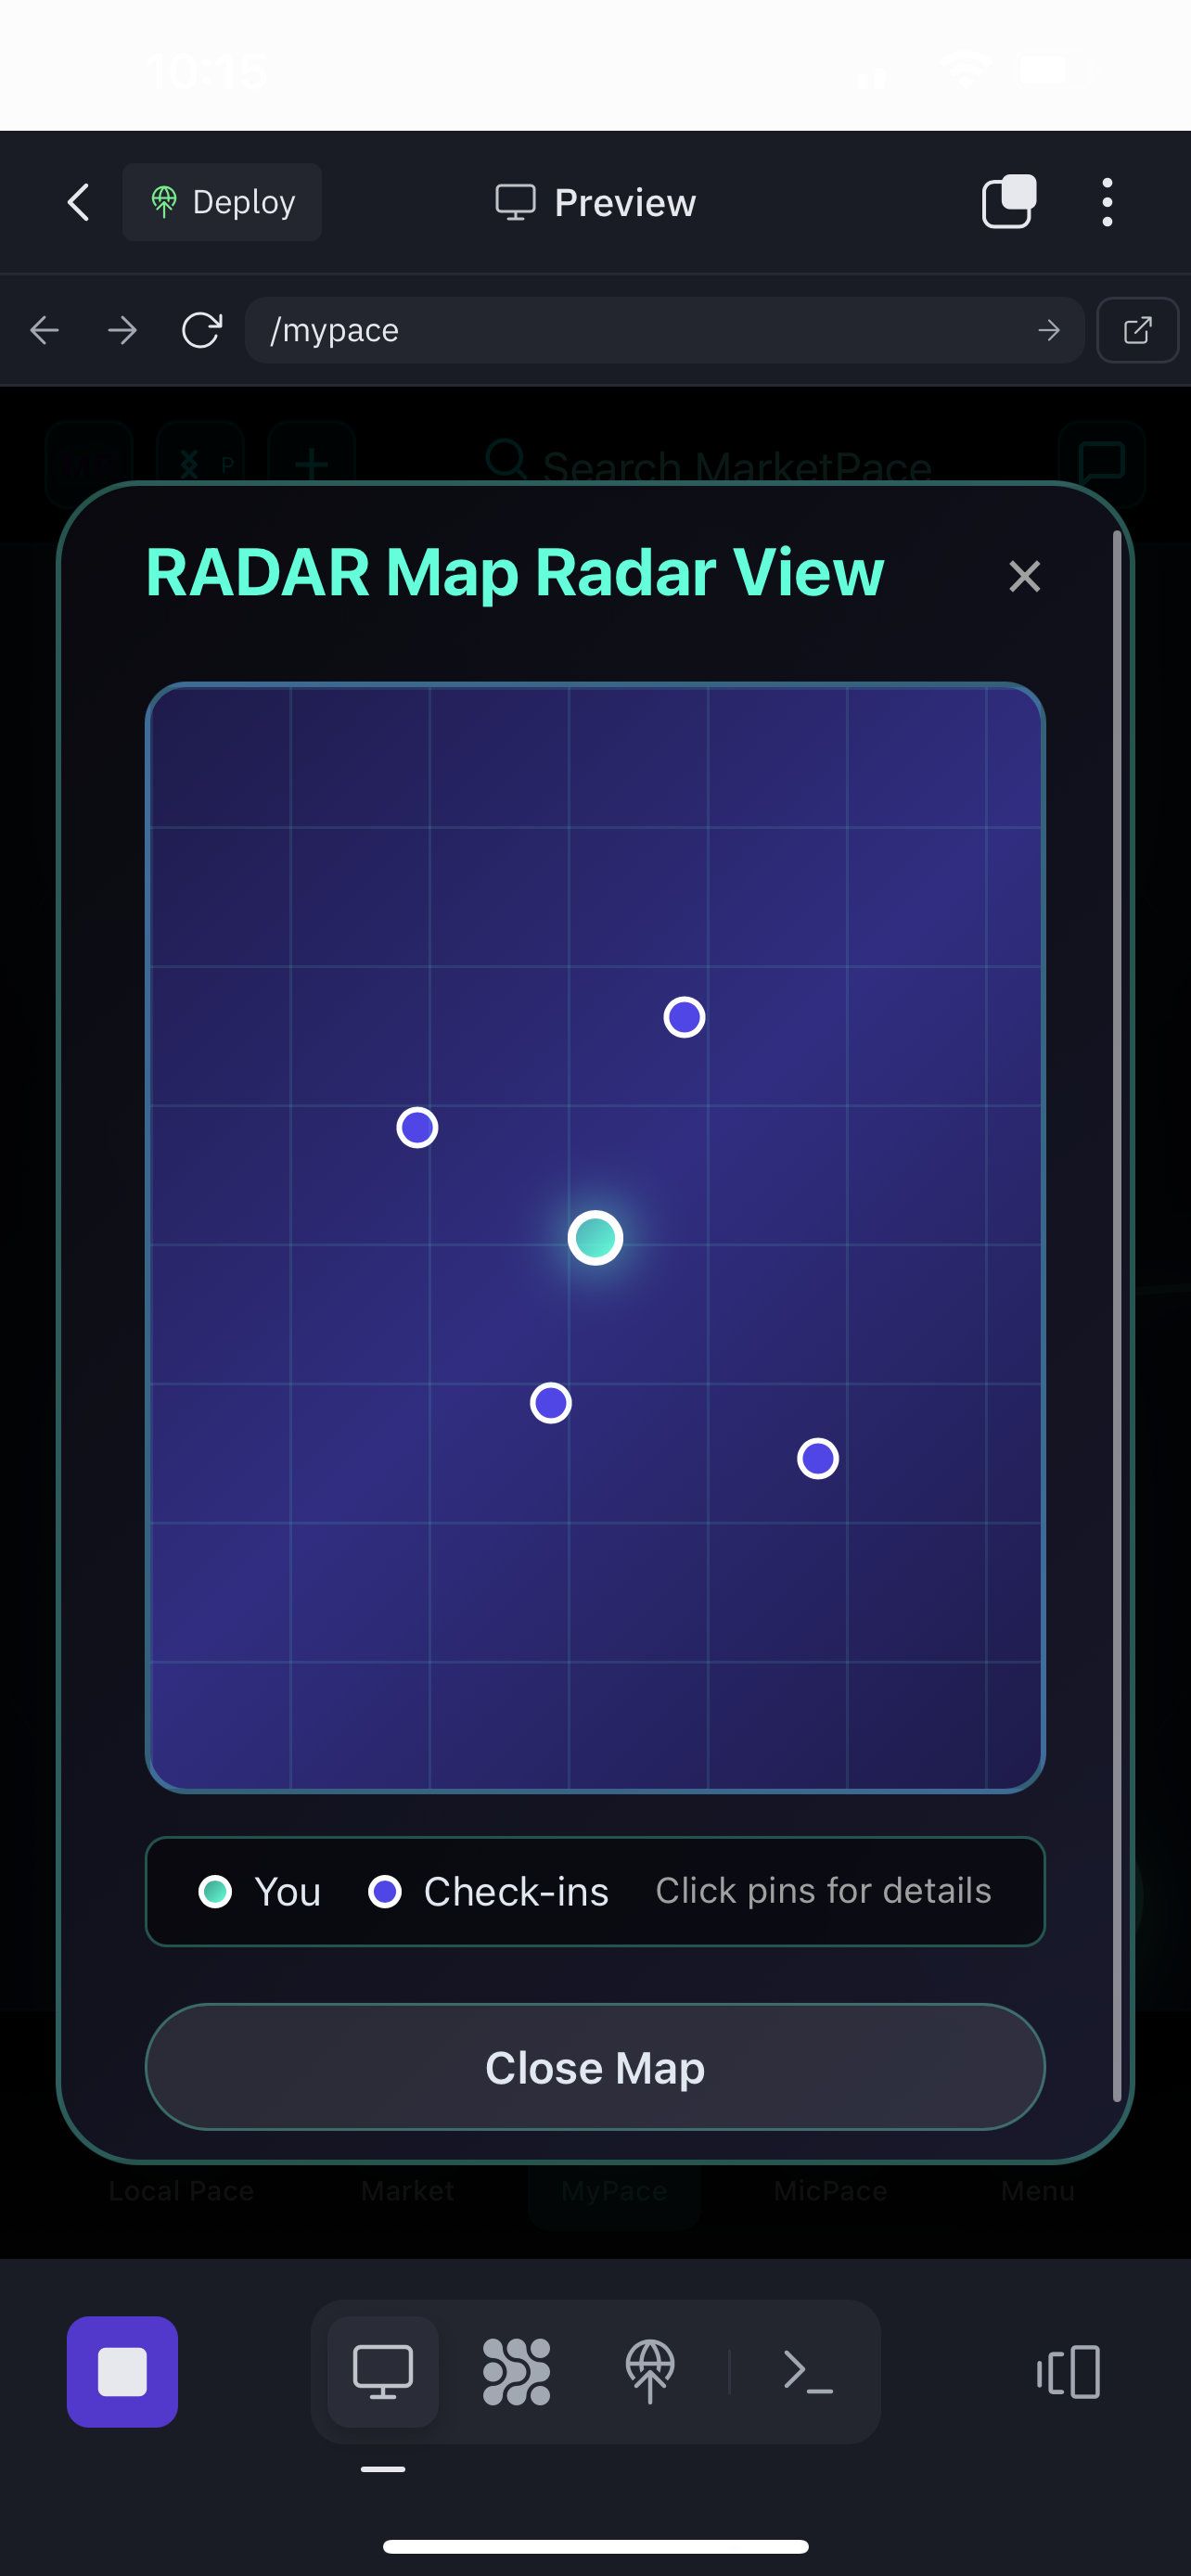 10:15
Deploy
Preview
/mypace
P
Search MarketPace
RADAR Map Radar View
You
Check-ins
Click pins for details
Close Map
Local Pace
Market
MyPace
MicPace
Menu